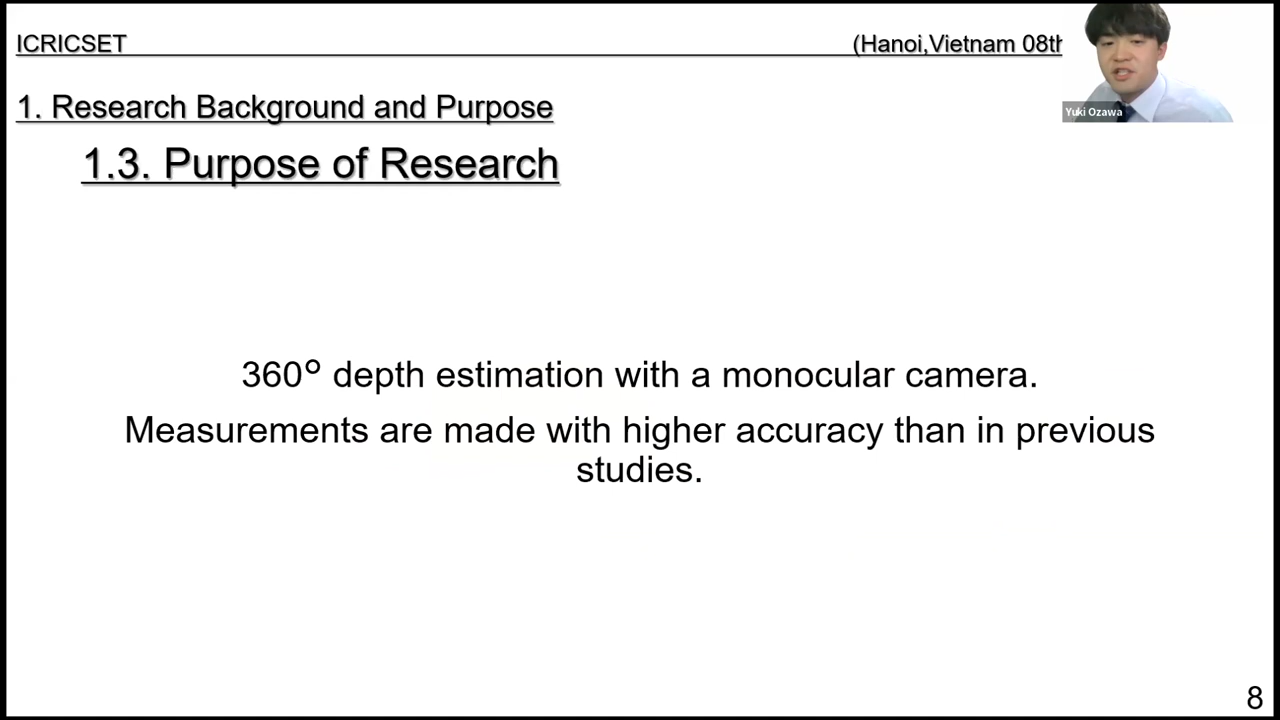 ICRICSET
(Hanoi,Vietnam 08th
Yuki Ozawa
1. Research Background and Purpose
1.3. Purpose of Research
360° depth estimation with a monocular camera.
Measurements are made with higher accuracy than in previous
studies.
8